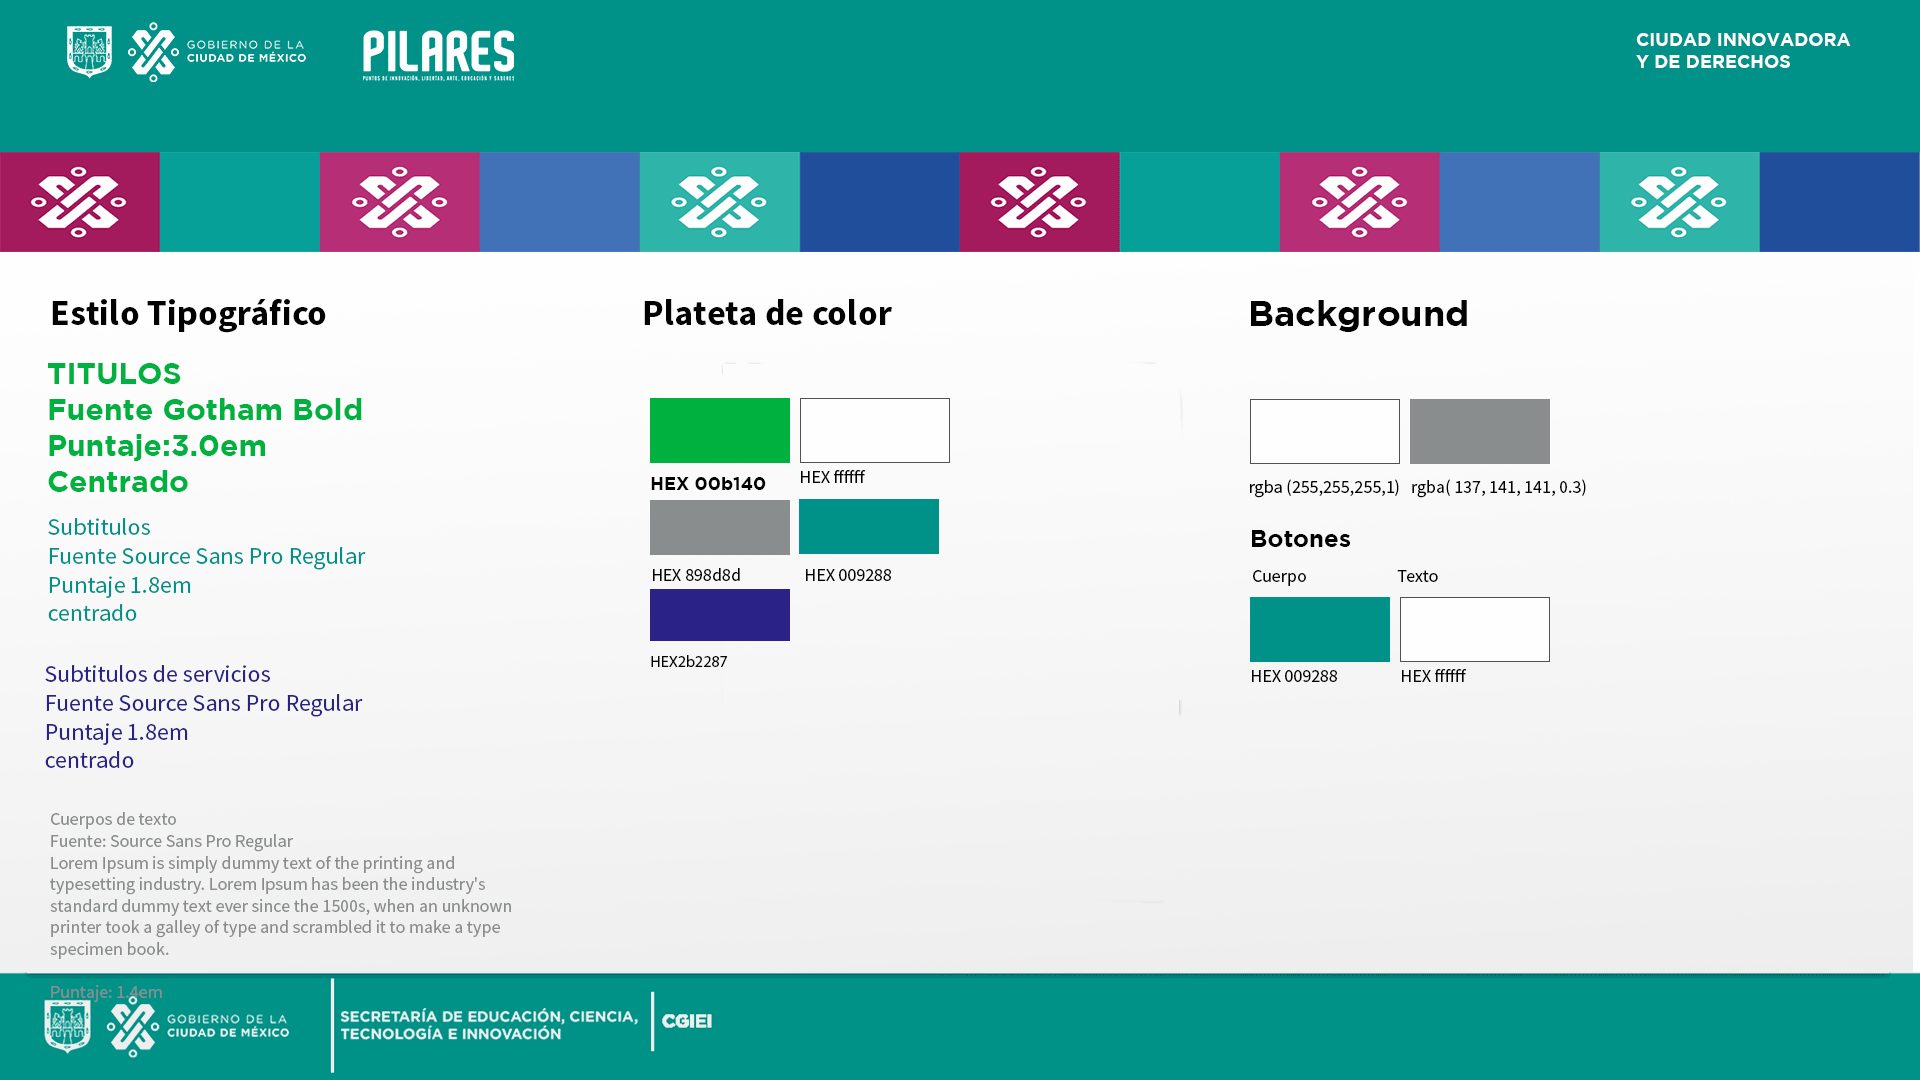 GOBIERNO DE LA
CIUDAD DE MÉXICO
PILARES
PUNTOS DE INNOVACIÓN, LIBERTAD, ARTE, EDUCACIÓN Y SABERES
CIUDAD INNOVADORA
Y DE DERECHOS
Estilo Tipográfico
TITULOS
Fuente Gotham Bold
Puntaje:3.0em
Centrado
Subtitulos
Fuente Source Sans Pro Regular
Puntaje 1.8em
centrado
Subtitulos de servicios
Fuente Source Sans Pro Regular
Puntaje 1.8em
centrado
Cuerpos de texto
Fuente: Source Sans Pro Regular
Lorem Ipsum is simply dummy text of the printing and
typesetting industry. Lorem Ipsum has been the industry's
standard dummy text ever since the 1500s, when an unknown
printer took a galley of type and scrambled it to make a type
specimen book.
Puntaje: 1.4em
Plateta de color
HEX 00b140
HEX ffffff
HEX 898d8d
HEX 009288
HEX2b2287
Background
rgba (255,255,255,1)
rgba( 137, 141, 141, 0.3)
Botones
Cuerpo
Texto
HEX 009288
HEX ffffff
GOBIERNO DE LA
CIUDAD DE MÉXICO
SECRETARÍA DE EDUCACIÓN, CIENCIA,
TECNOLOGÍA E INNOVACIÓN
CGIEI